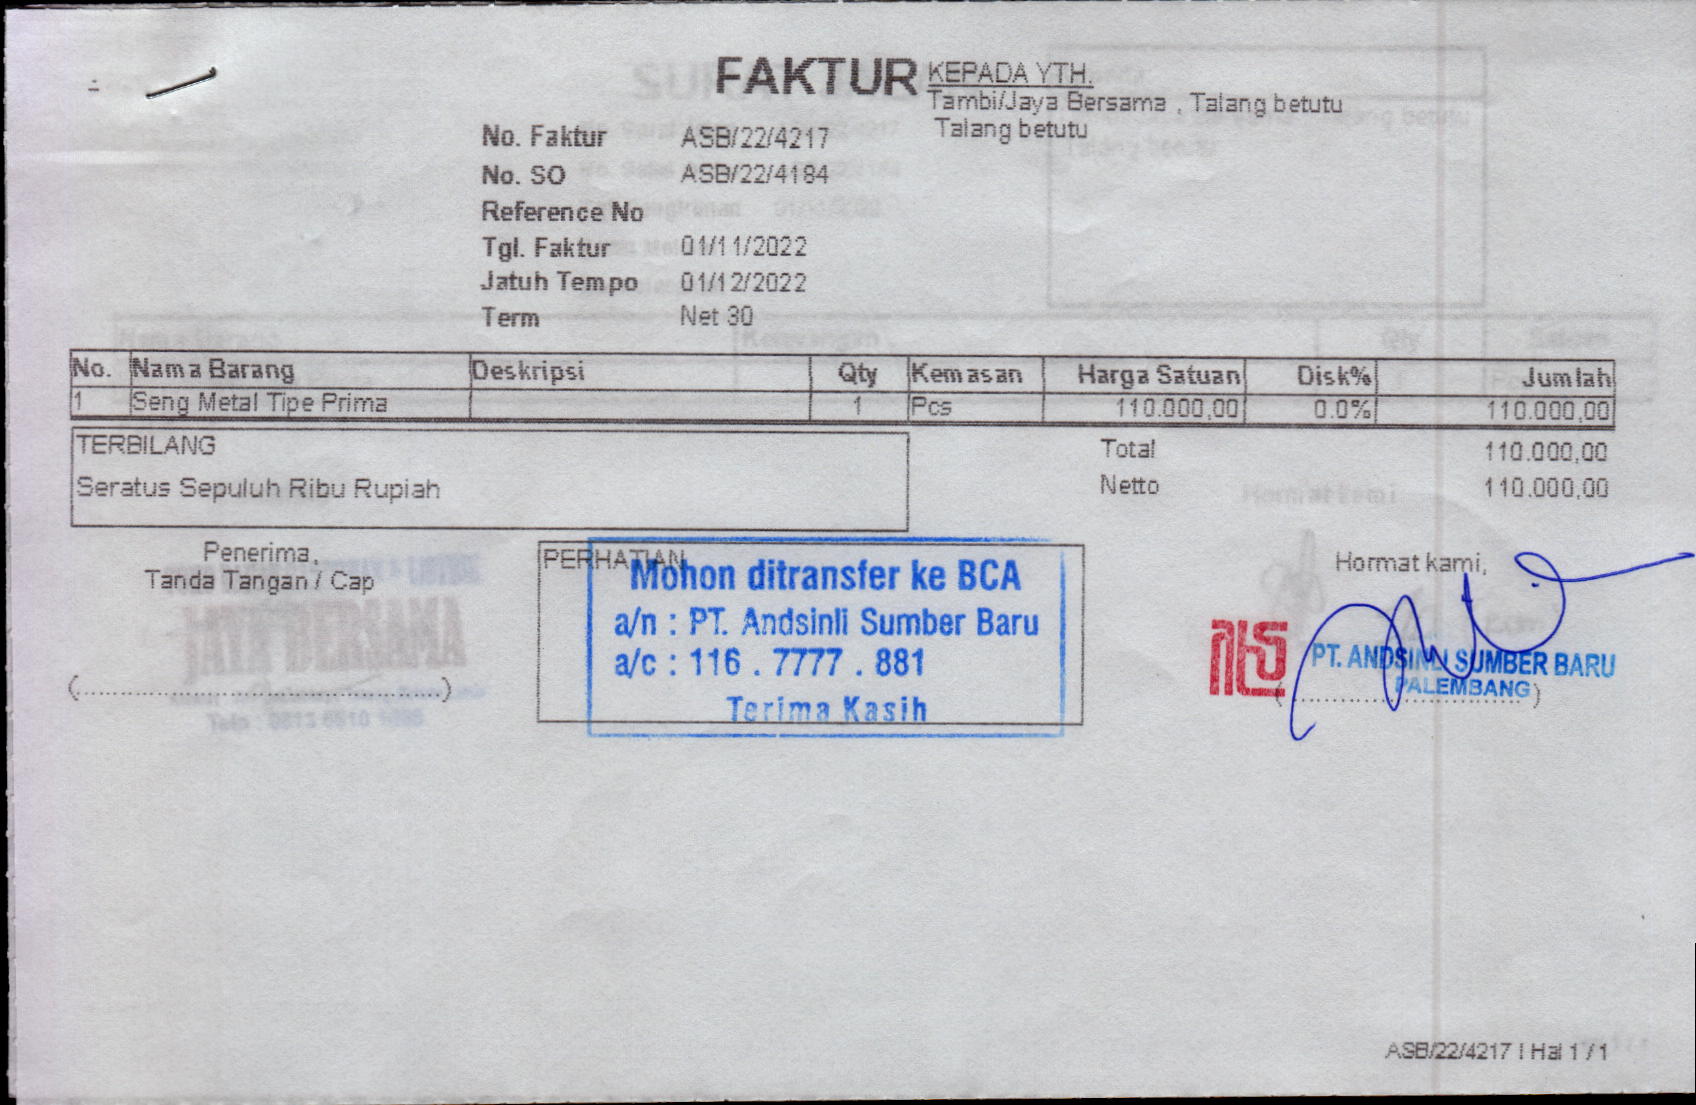 FAKTUR
KEPADA YTH.
Tambi/Jaya Bersama , Talang betutu
Talang betutu
No. Faktur ASB/22/4217
No. SO ASB/22/4184
Reference No
Tgl. Faktur 01/11/2022
Jatuh Tempo 01/12/2022
Term Net 30
No. Nama Barang Deskripsi Qty Kemasan Harga Satuan Disk% Jumlah
1 Seng Metal Tipe Prima 1 Pcs 110.000,00 0.0% 110.000,00
TERBILANG
Seratus Sepuluh Ribu Rupiah
Total 110.000,00
Netto 110.000,00
Penerima,
Tanda Tangan / Cap
(............................................................)
PERHATIAN
Mohon ditransfer ke BCA
a/n : PT. Andsinli Sumber Baru
a/c : 116 . 7777 . 881
Terima Kasih
Hormat kami,
PT. ANDSINLI SUMBER BARU
PALEMBANG
(........................................)
ASB/22/4217 | Hal 1 / 1